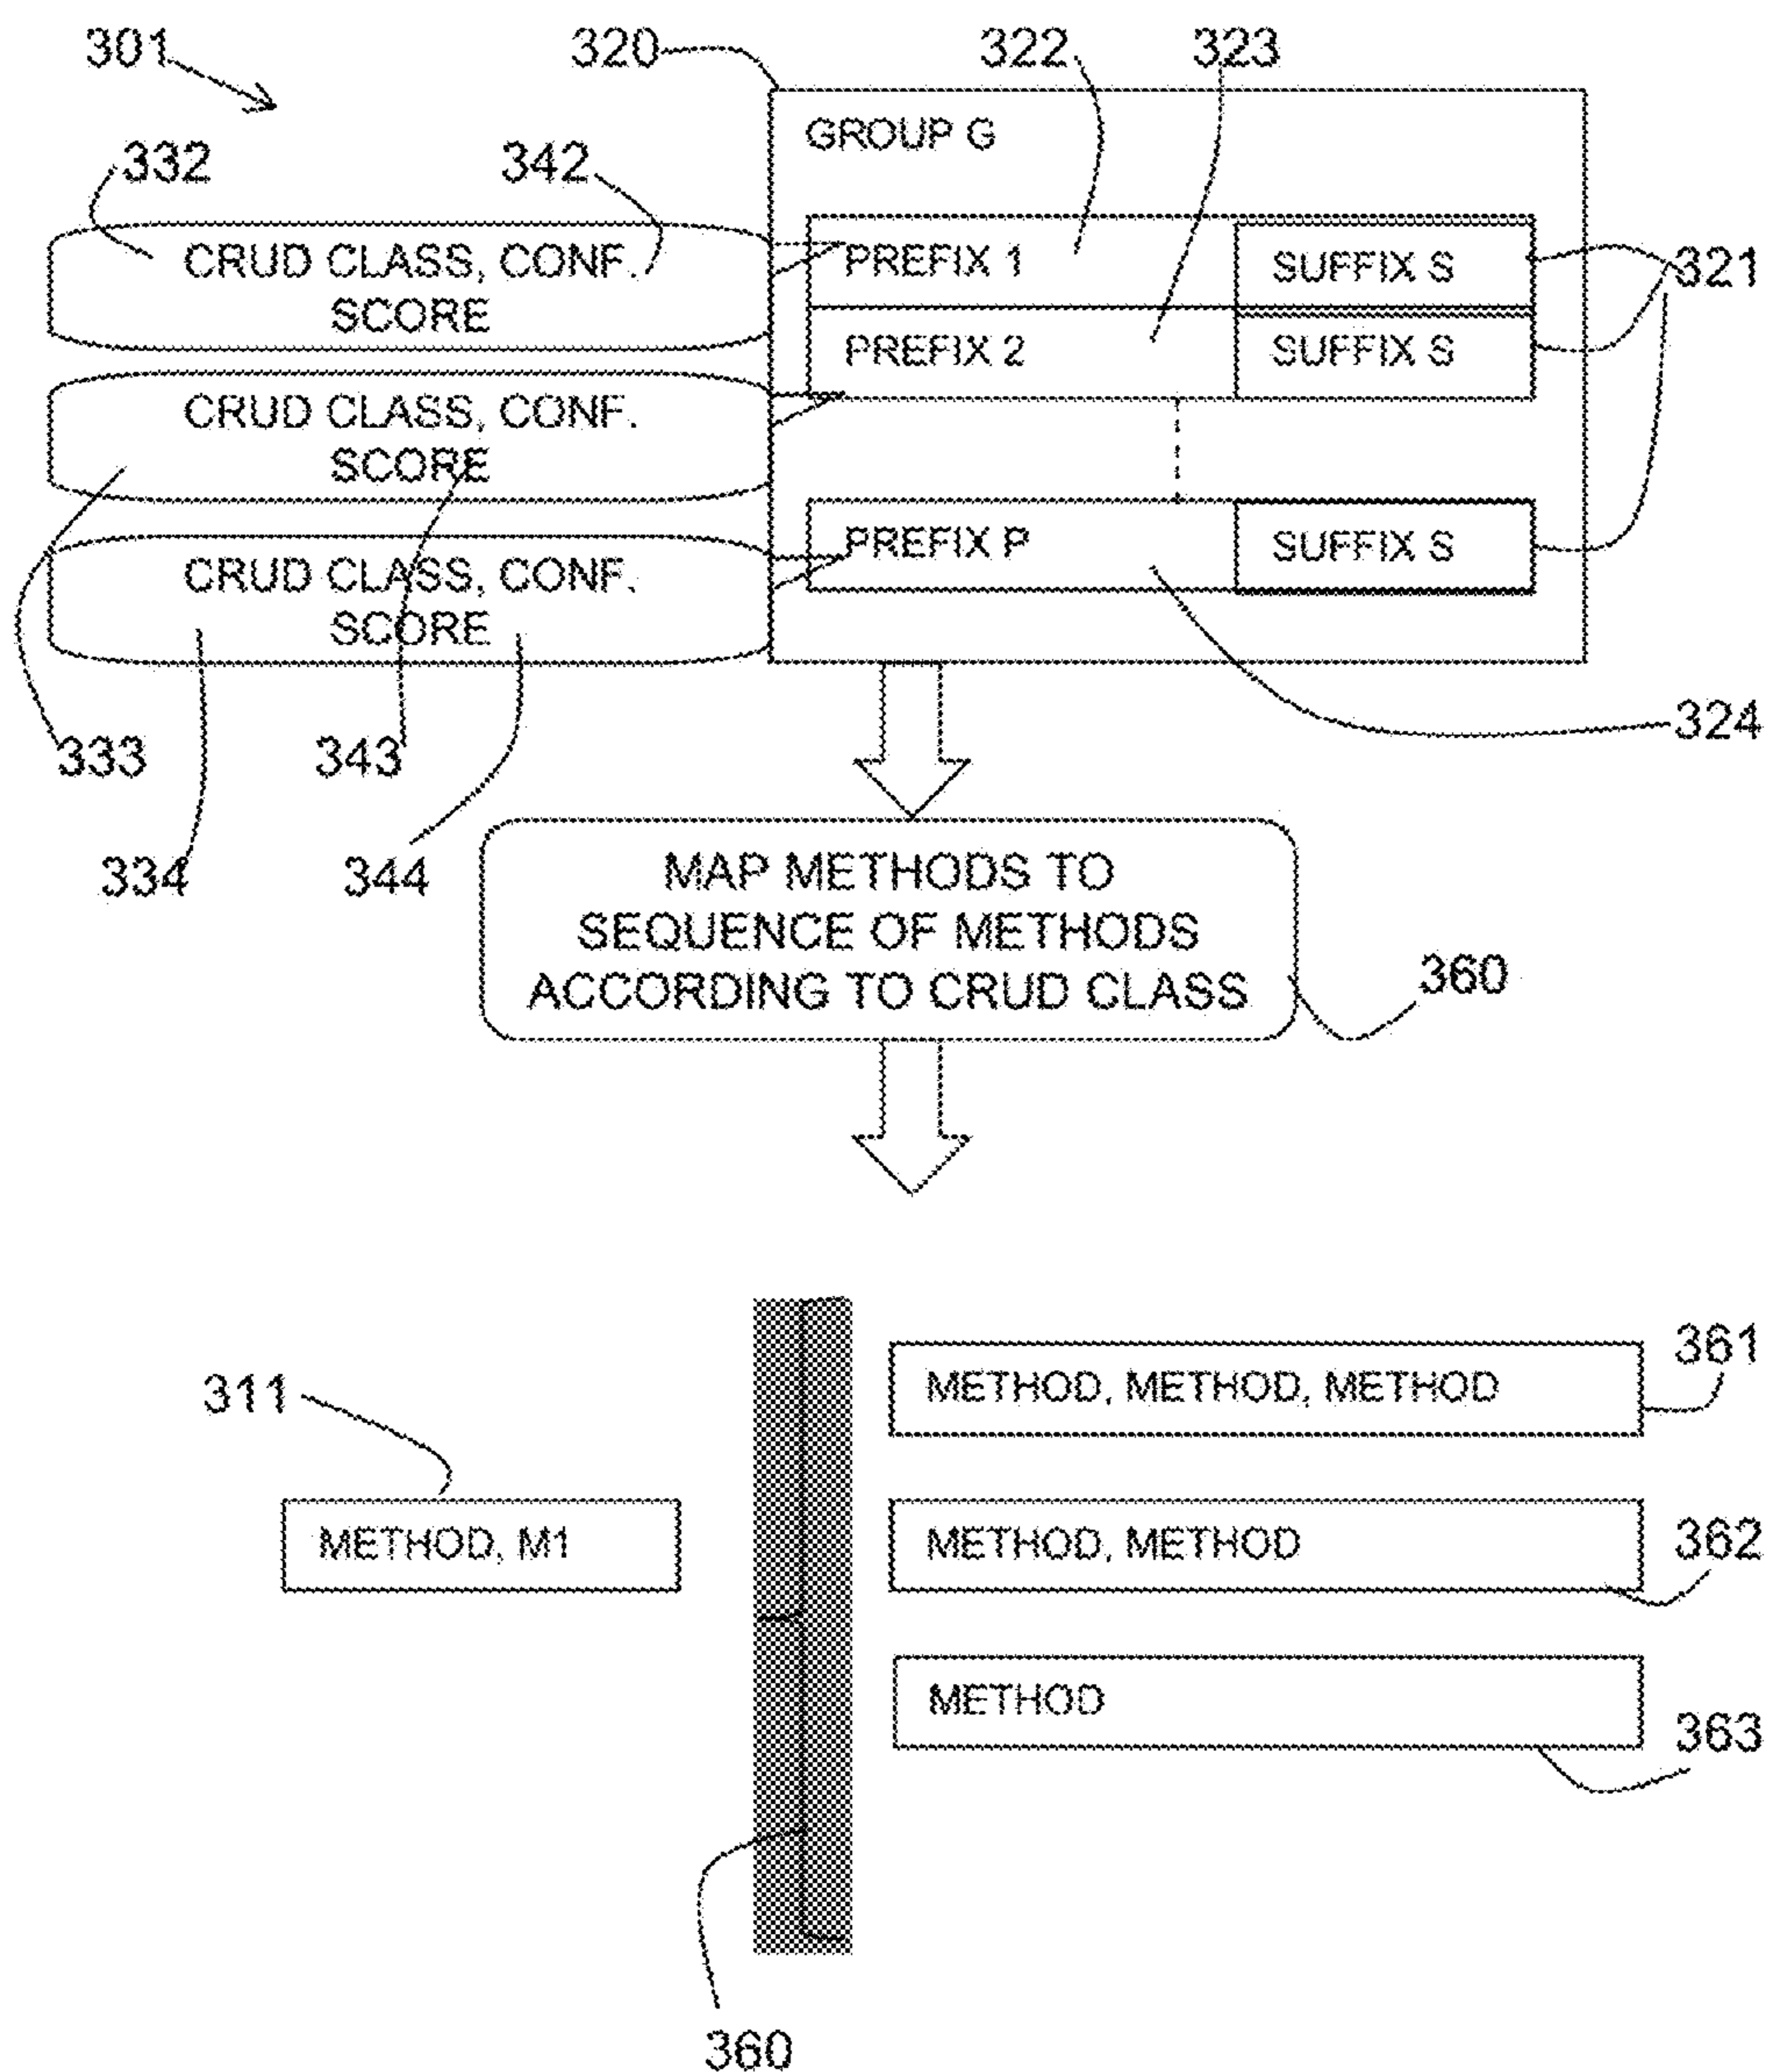 301
320
322
323
GROUP G
332
342
CRUD CLASS, CONF.
SCORE
PREFIX 1
SUFFIX S
321
PREFIX 2
SUFFIX S
CRUD CLASS, CONF.
SCORE
PREFIX P
SUFFIX S
CRUD CLASS, CONF.
SCORE
324
333
343
334
344
MAP METHODS TO
SEQUENCE OF METHODS
ACCORDING TO CRUD CLASS
360
361
METHOD, METHOD, METHOD
311
METHOD, M1
METHOD, METHOD
362
METHOD
363
360